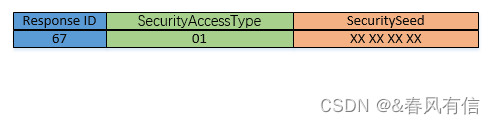 Response ID SecurityAccessType SecuritySeed
67 01 XX XX XX XX
CSDN @&春风有信